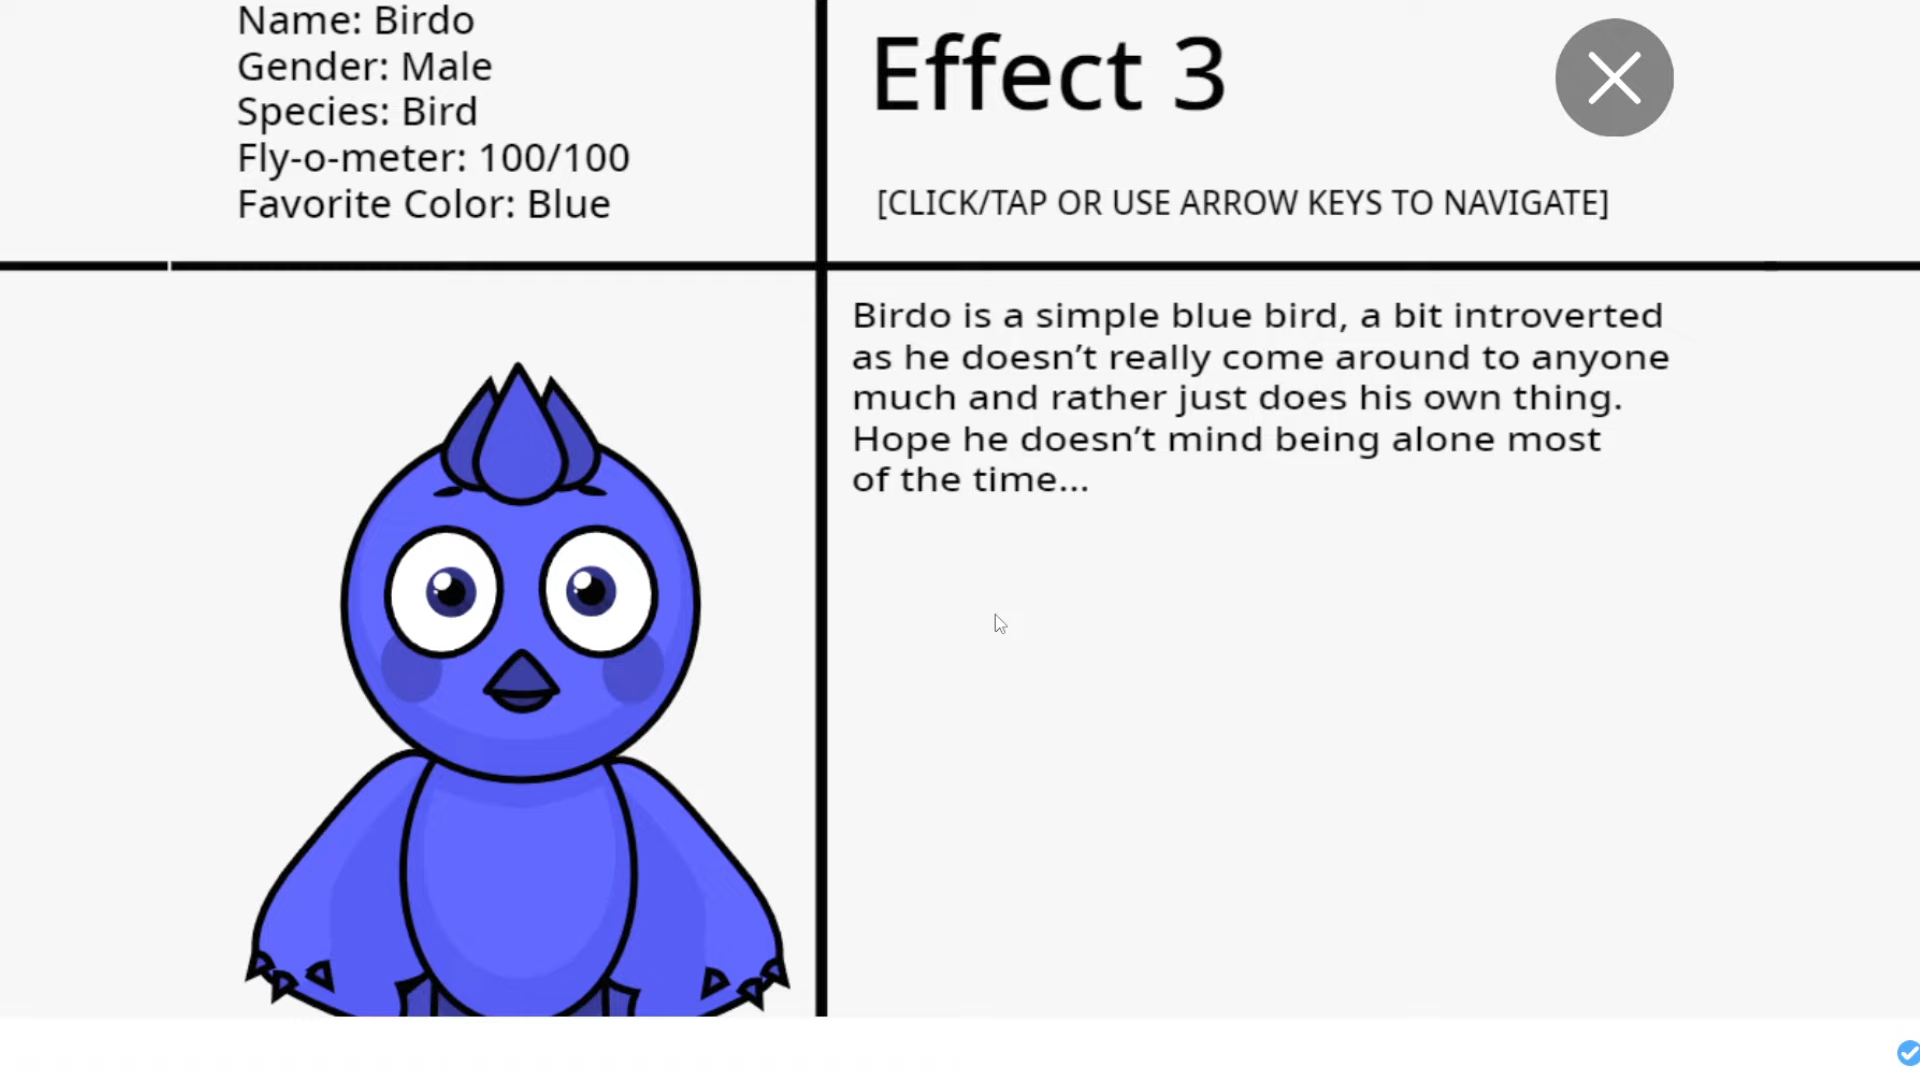 Name: Birdo
Gender: Male
Species: Bird
Fly-o-meter: 100/100
Favorite Color: Blue
Effect 3
[CLICK/TAP OR USE ARROW KEYS TO NAVIGATE]
Birdo is a simple blue bird, a bit introverted
as he doesn’t really come around to anyone
much and rather just does his own thing.
Hope he doesn’t mind being alone most
of the time...